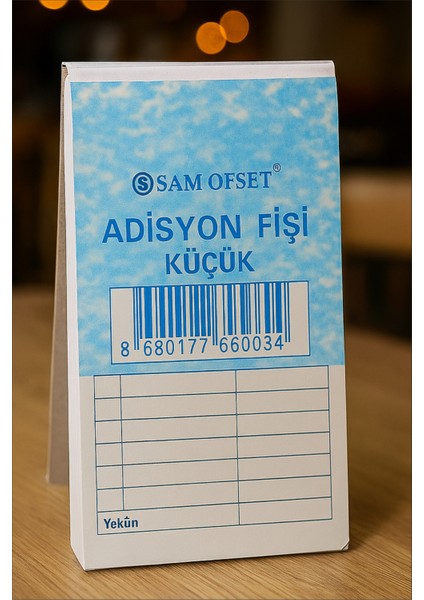 S SAM OFSET®
ADİSYON FİŞİ
KÜÇÜK
8 680177 660034
Yekûn